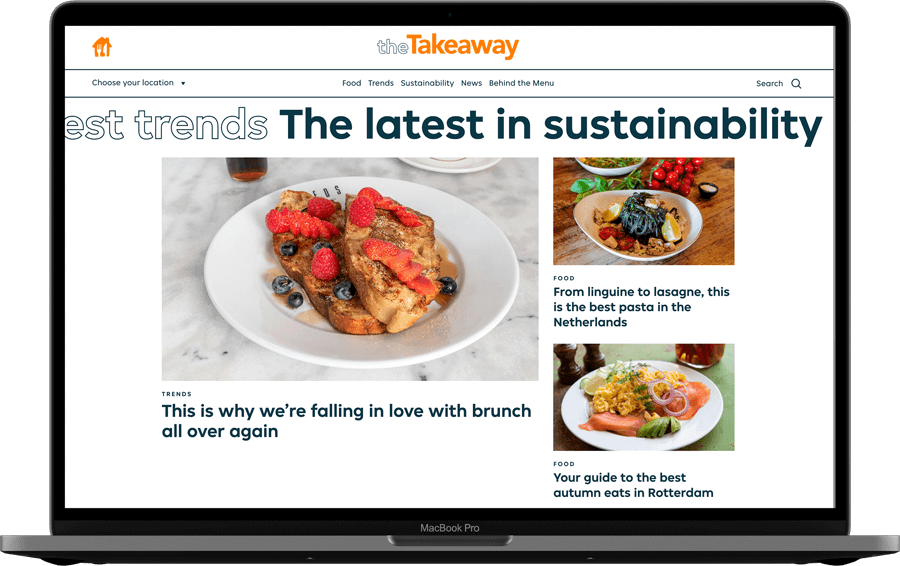 theTakeaway
Choose your location
Food Trends Sustainability News Behind the Menu
Search
est trends The latest in sustainability
TRENDS
This is why we're falling in love with brunch
all over again
FOOD
From linguine to lasagne, this
is the best pasta in the
Netherlands
FOOD
Your guide to the best
autumn eats in Rotterdam
MacBook Pro